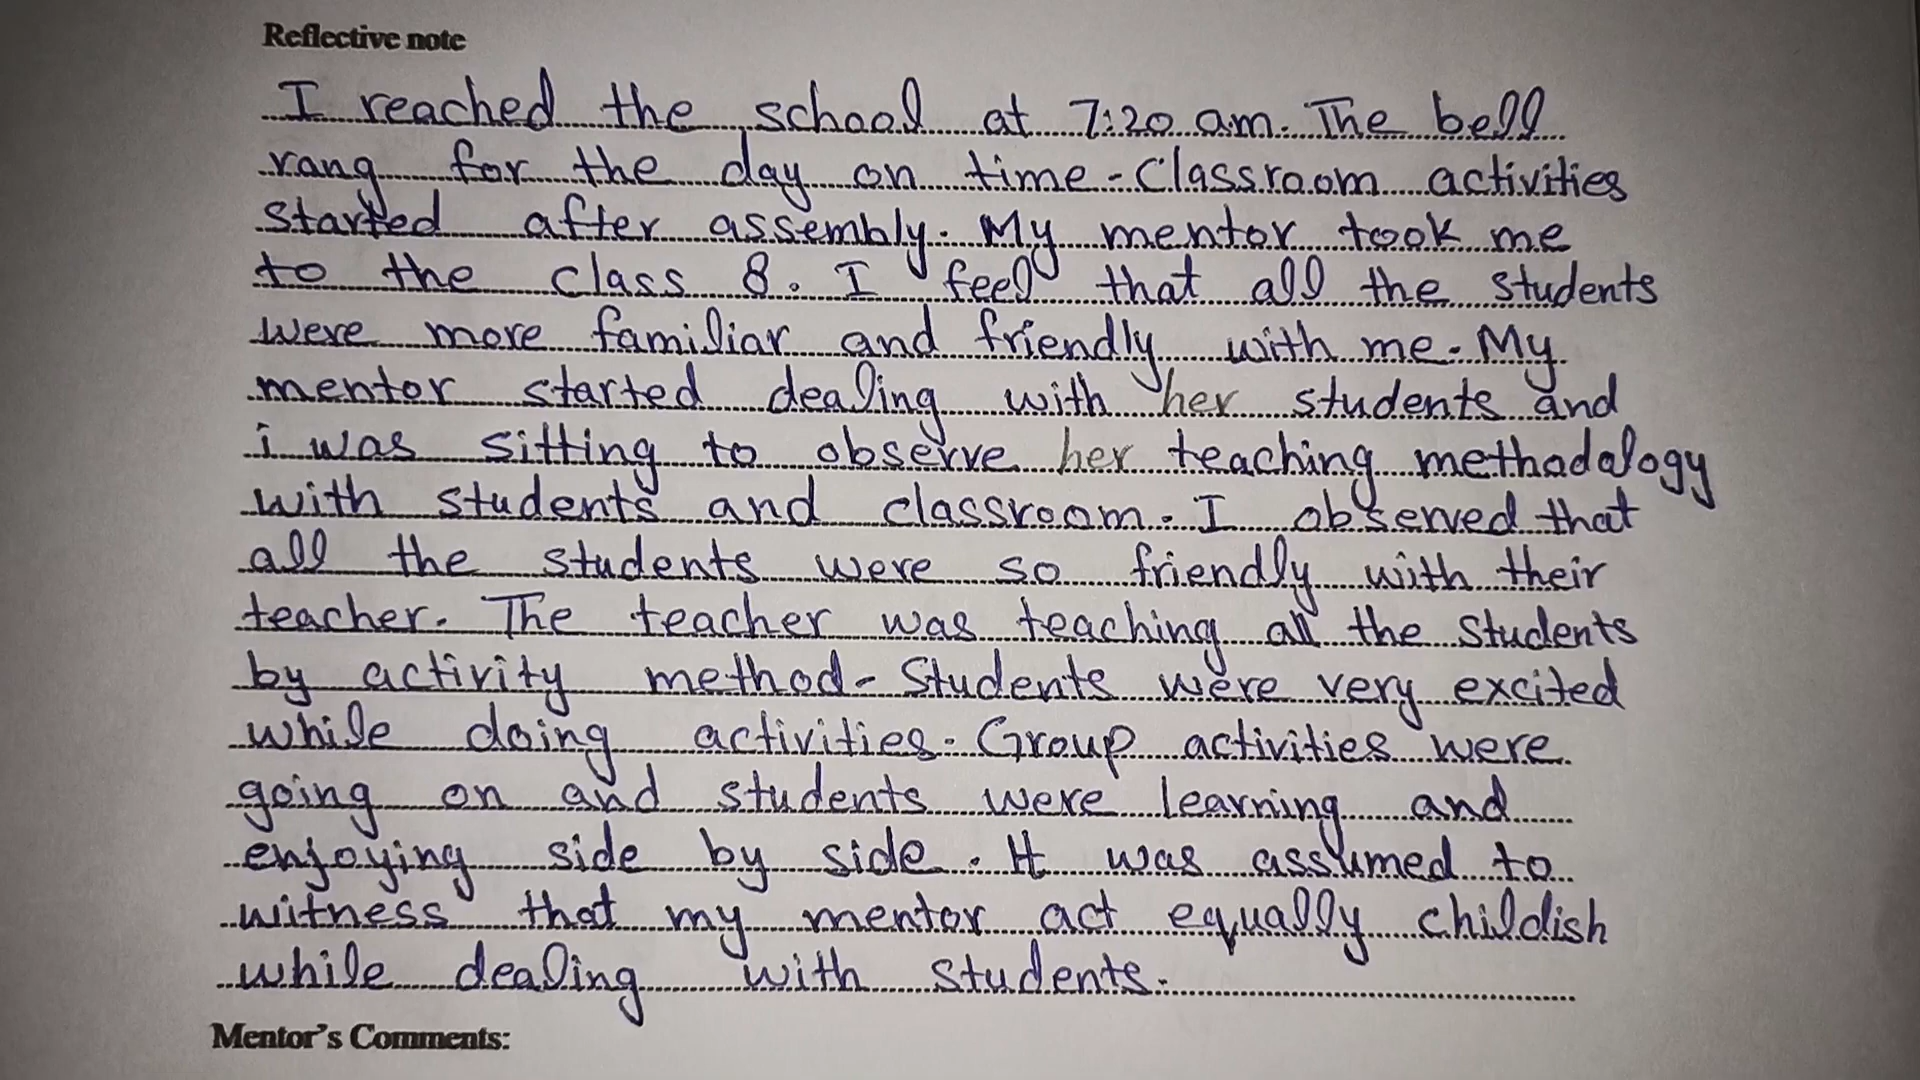 Reflective note
I reached the school at 7:20 am. The bell
rang for the day on time - Classroom activities
started after assembly. My mentor took me
to the class 8. I feel that all the students
were more familiar and friendly with me. My
mentor started dealing with her students and
i was sitting to observe her teaching methodology
with students and classroom. I observed that
all the students were so friendly with their
teacher. The teacher was teaching all the students
by activity method - Students were very excited
while doing activities. Group activities were
going on and students were learning and
enjoying side by side. It was assumed to
witness that my mentor act equally childish
while dealing with students.
Mentor's Comments: